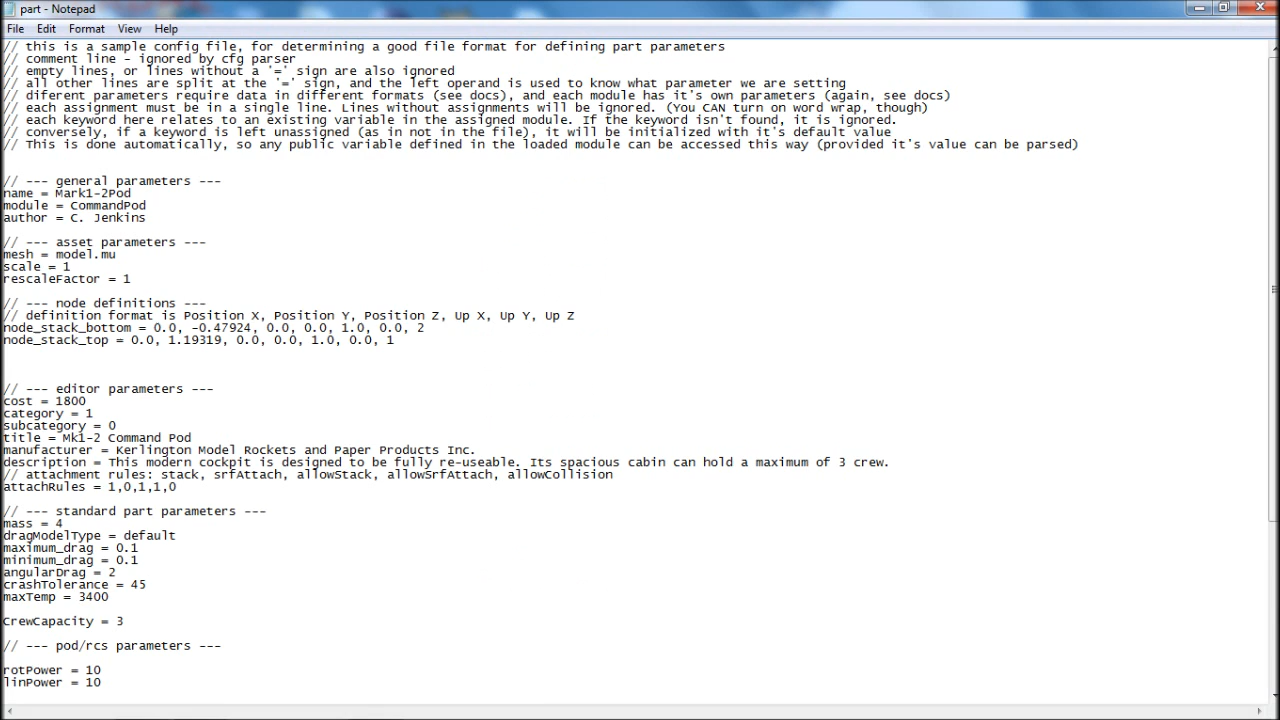 part - Notepad
File Edit Format View Help
// this is a sample config file, for determining a good file format for defining part parameters
// comment line - ignored by cfg parser
// empty lines, or lines without a '=' sign are also ignored
// all other lines are split at the '=' sign, and the left operand is used to know what parameter we are setting
// diferent parameters require data in different formats (see docs), and each module has it's own parameters (again, see docs)
// each assignment must be in a single line. Lines without assignments will be ignored. (You CAN turn on word wrap, though)
// each keyword here relates to an existing variable in the assigned module. If the keyword isn't found, it is ignored.
// conversely, if a keyword is left unassigned (as in not in the file), it will be initialized with it's default value
// This is done automatically, so any public variable defined in the loaded module can be accessed this way (provided it's value can be parsed)
// --- general parameters ---
name = Mark1-2Pod
module = CommandPod
author = C. Jenkins
// --- asset parameters ---
mesh = model.mu
scale = 1
rescaleFactor = 1
// --- node definitions ---
// definition format is Position X, Position Y, Position Z, Up X, Up Y, Up Z
node_stack_bottom = 0.0, -0.47924, 0.0, 0.0, 1.0, 0.0, 2
node_stack_top = 0.0, 1.19319, 0.0, 0.0, 1.0, 0.0, 1
// --- editor parameters ---
cost = 1800
category = 1
subcategory = 0
title = Mk1-2 Command Pod
manufacturer = Kerlington Model Rockets and Paper Products Inc.
description = This modern cockpit is designed to be fully re-useable. Its spacious cabin can hold a maximum of 3 crew.
// attachment rules: stack, srfAttach, allowStack, allowSrfAttach, allowCollision
attachRules = 1,0,1,1,0
// --- standard part parameters ---
mass = 4
dragModelType = default
maximum_drag = 0.1
minimum_drag = 0.1
angularDrag = 2
crashTolerance = 45
maxTemp = 3400
CrewCapacity = 3
// --- pod/rcs parameters ---
rotPower = 10
linPower = 10